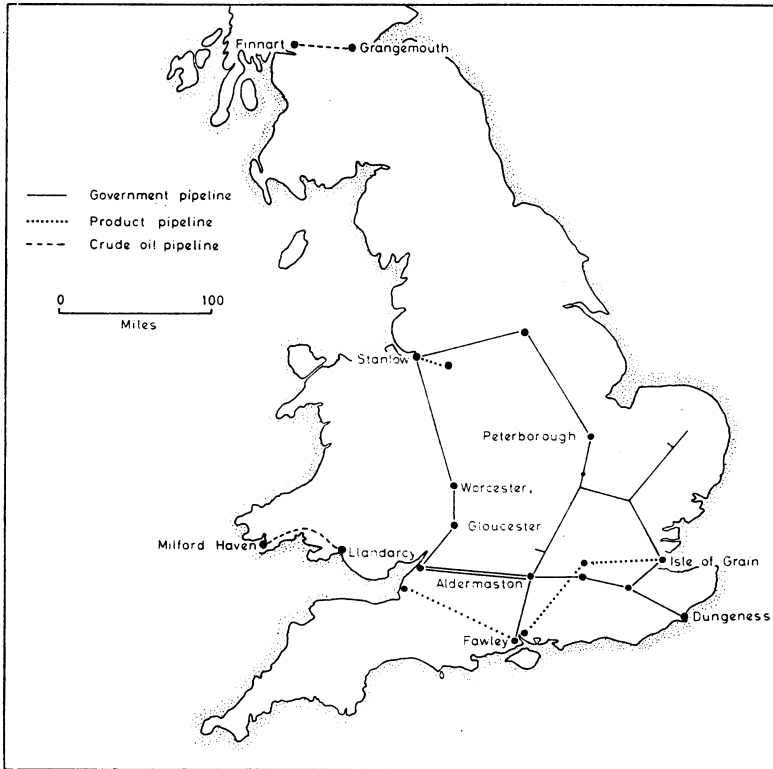 Finnart
Grangemouth
Government pipeline
Product pipeline
Crude oil pipeline
0 100
Miles
Stanlow
Peterborough
Worcester.
Gloucester
Milford Haven
Llandarcy
Isle of Grain
Aldermaston
Dungeness
Fawley